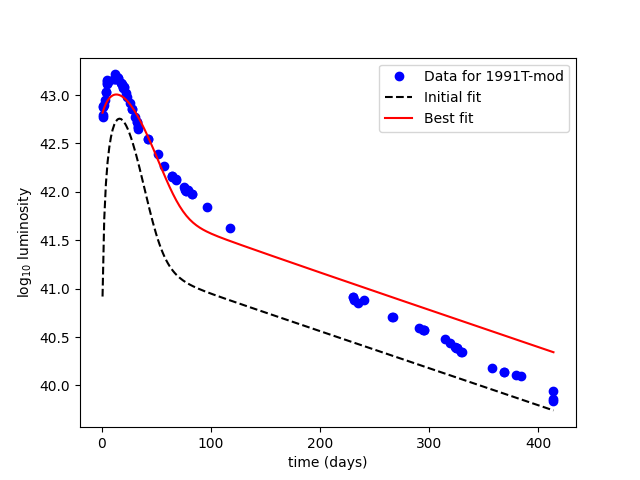 Data for 1991T-mod
Initial fit
Best fit
43.0
42.5
42.0
41.5
41.0
40.5
40.0
log₁₀ luminosity
0 100 200 300 400
time (days)